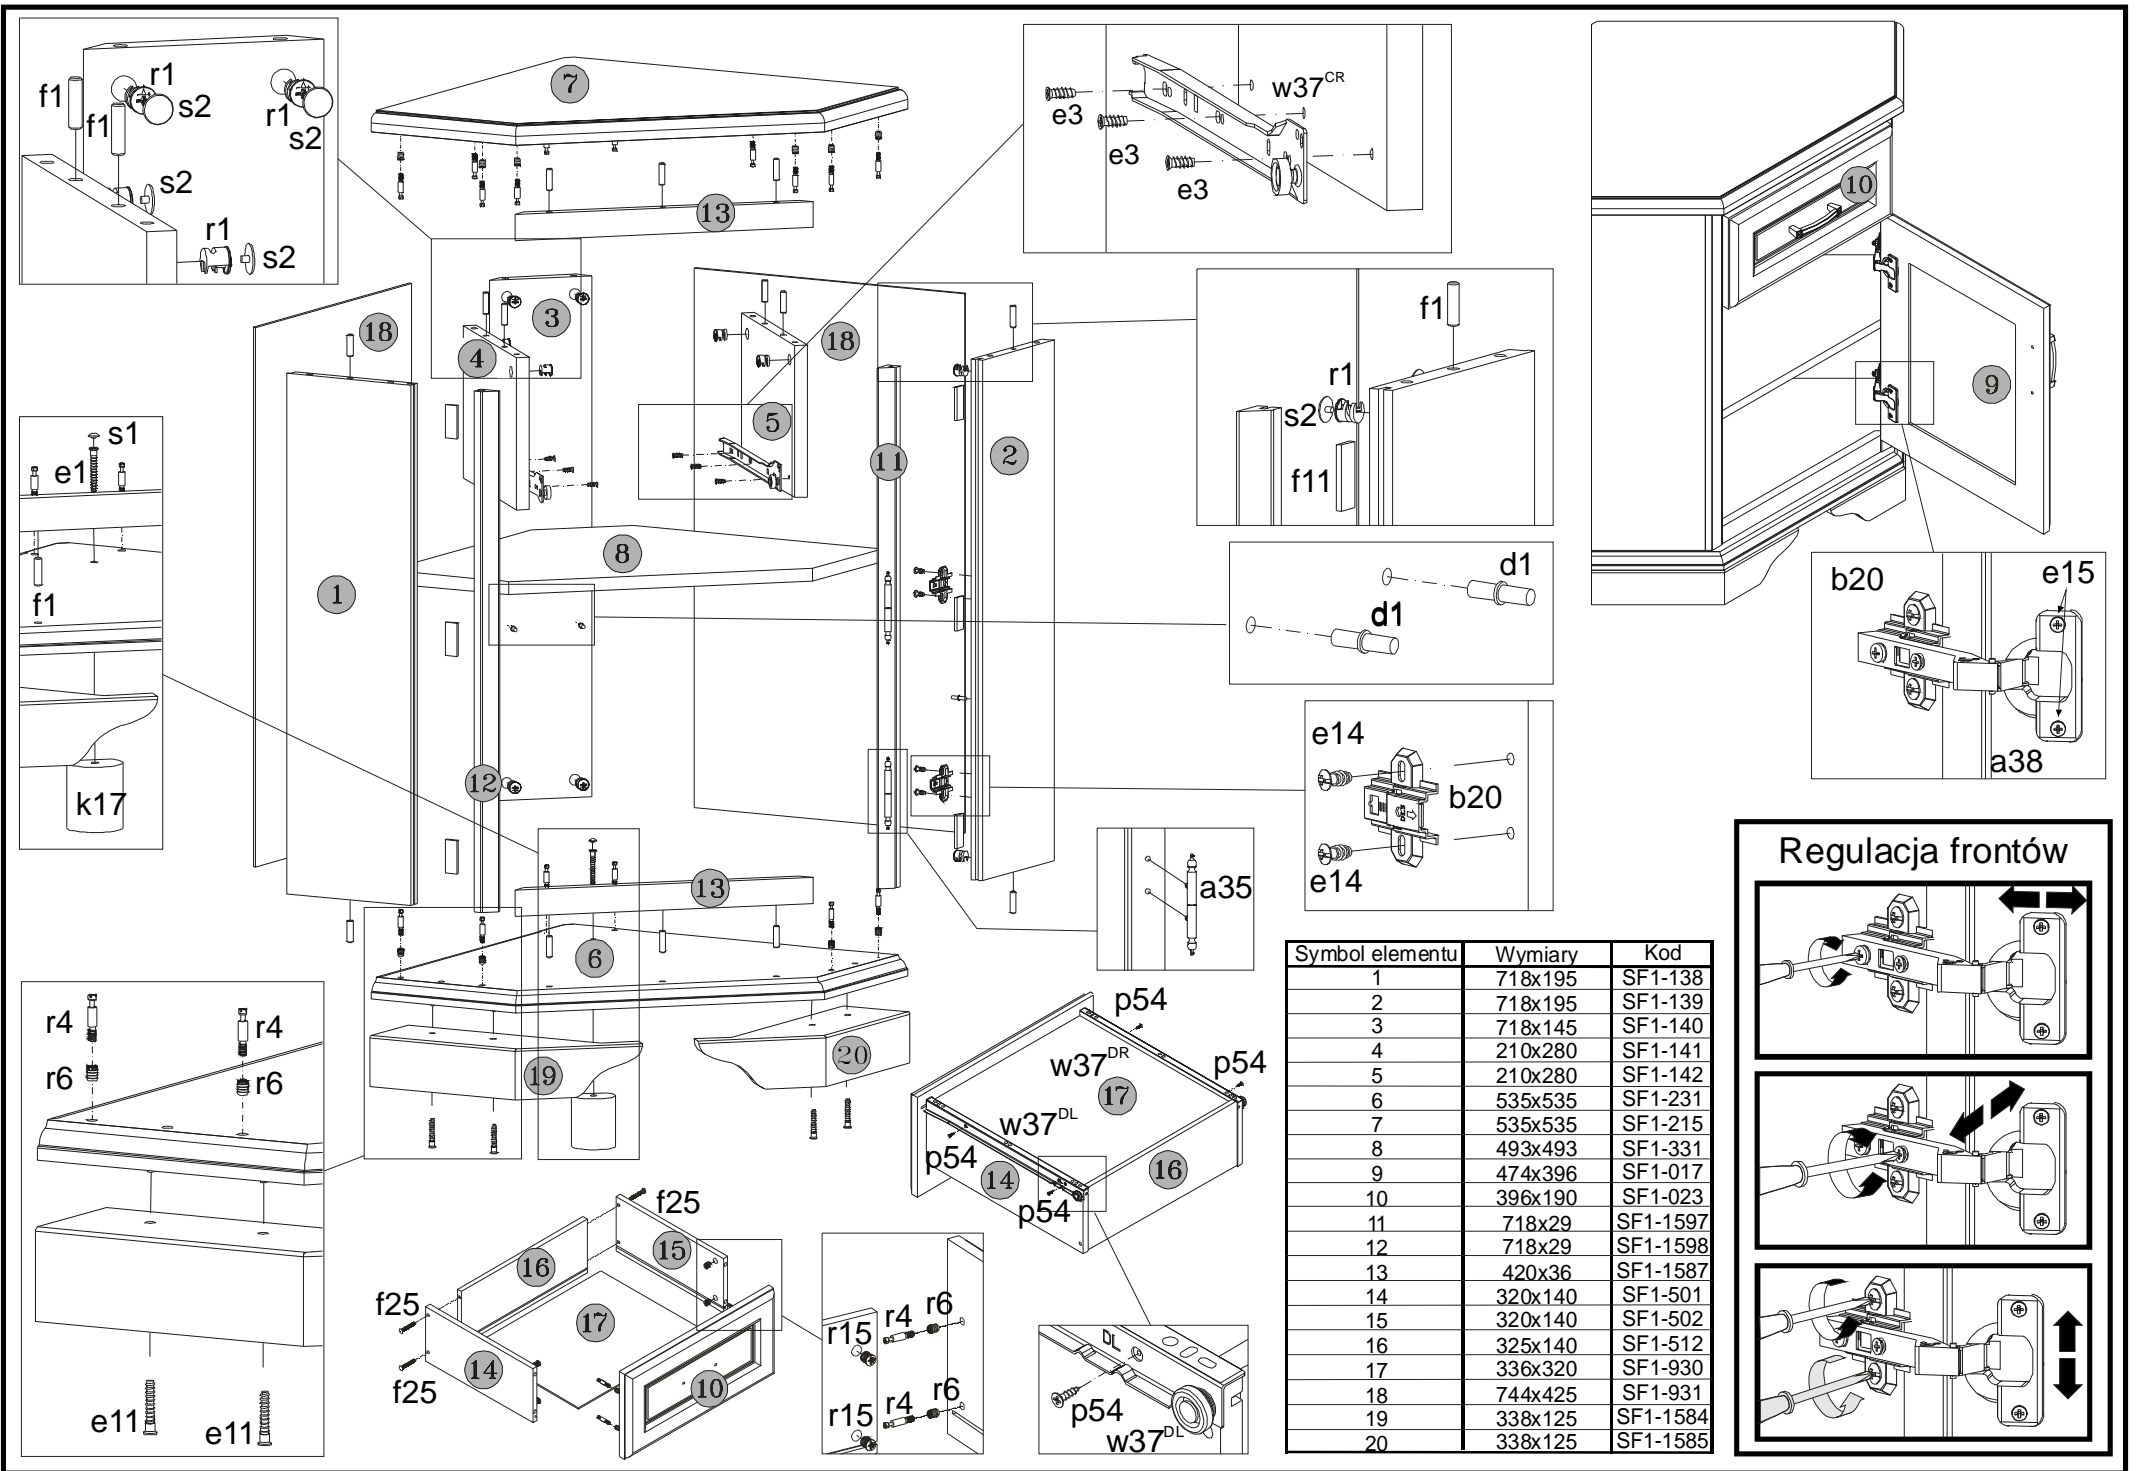 f1
r1
s2
f1
r1
s2
s2
r1
s2
7
13
w37CR
e3
e3
e3
10
9
18
3
4
18
5
11
2
f1
r1
s2
f11
s1
e1
f1
k17
1
8
12
d1
d1
b20
e15
a38
e14
b20
e14
a35
13
6
19
20
r4
r4
r6
r6
e11
e11
p54
w37DR
p54
17
w37DL
p54
14
16
p54
f25
15
16
f25
17
14
f25
10
r4
r6
r15
r4
r6
r15
DL
p54
w37DL
Symbol elementu Wymiary Kod
1 718x195 SF1-138
2 718x195 SF1-139
3 718x145 SF1-140
4 210x280 SF1-141
5 210x280 SF1-142
6 535x535 SF1-231
7 535x535 SF1-215
8 493x493 SF1-331
9 474x396 SF1-017
10 396x190 SF1-023
11 718x29 SF1-1597
12 718x29 SF1-1598
13 420x36 SF1-1587
14 320x140 SF1-501
15 320x140 SF1-502
16 325x140 SF1-512
17 336x320 SF1-930
18 744x425 SF1-931
19 338x125 SF1-1584
20 338x125 SF1-1585
Regulacja frontów